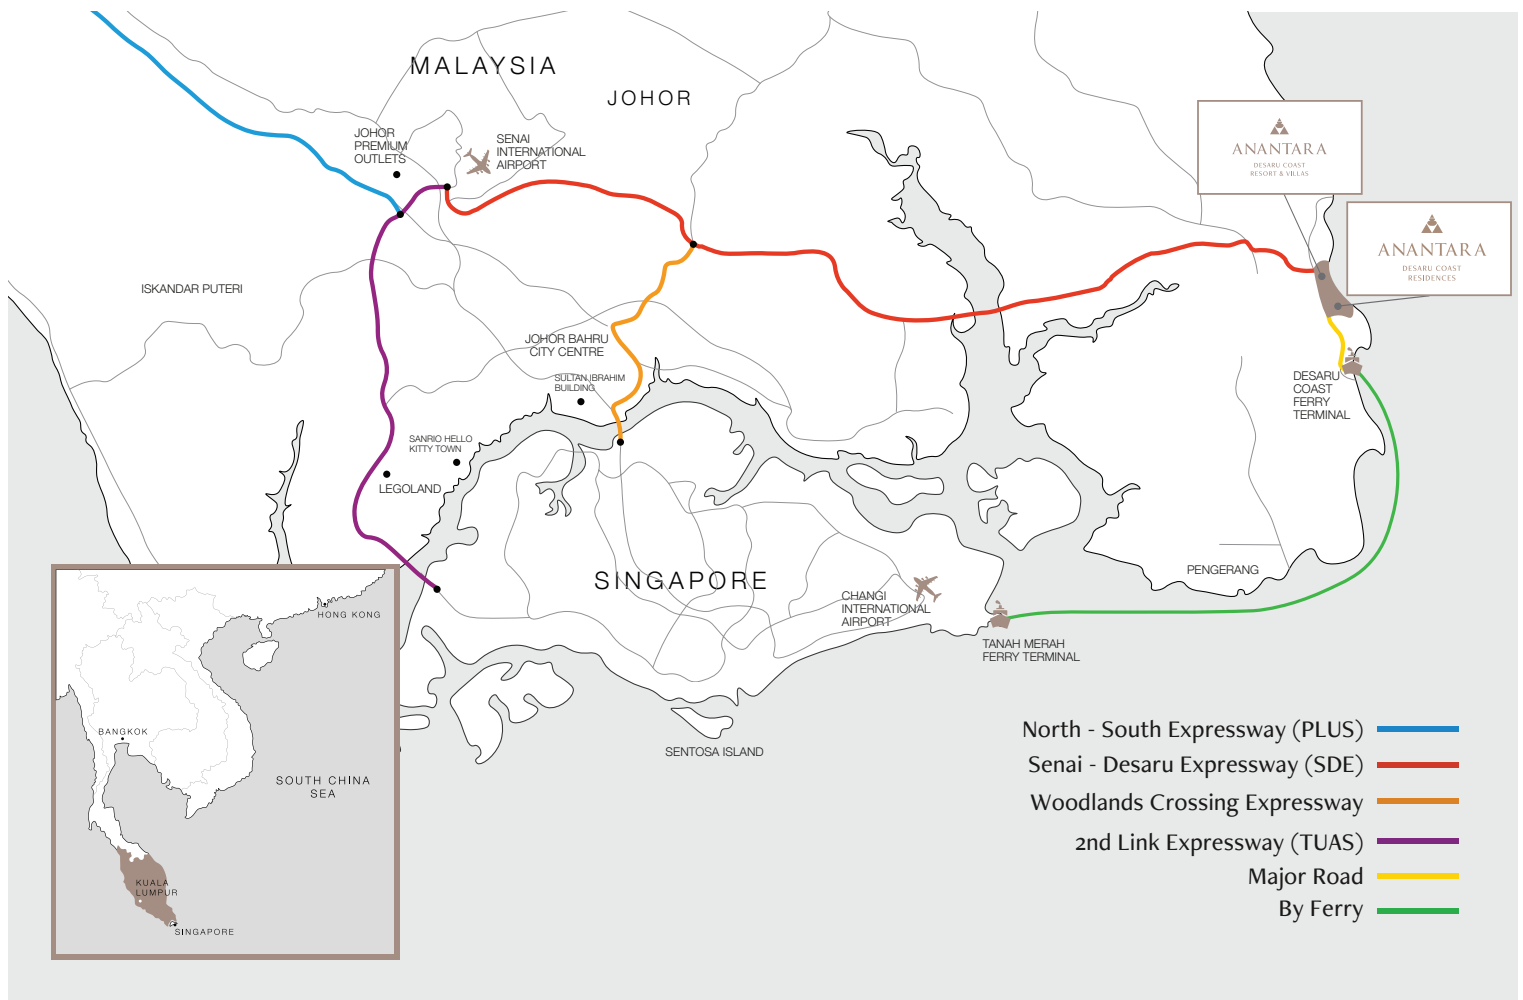 MALAYSIA
JOHOR
JOHOR
PREMIUM
OUTLETS
SENAI
INTERNATIONAL
AIRPORT
ANANTARA
DESARU COAST
RESORT & VILLAS
ANANTARA
DESARU COAST
RESIDENCES
ISKANDAR PUTERI
JOHOR BAHRU
CITY CENTRE
SULTAN IBRAHIM
BUILDING
DESARU
COAST
FERRY
TERMINAL
SANRIO HELLO
KITTY TOWN
LEGOLAND
SINGAPORE
CHANGI
INTERNATIONAL
AIRPORT
PENGERANG
TANAH MERAH
FERRY TERMINAL
SENTOSA ISLAND
HONG KONG
BANGKOK
SOUTH CHINA
SEA
KUALA
LUMPUR
SINGAPORE
North - South Expressway (PLUS)
Senai - Desaru Expressway (SDE)
Woodlands Crossing Expressway
2nd Link Expressway (TUAS)
Major Road
By Ferry